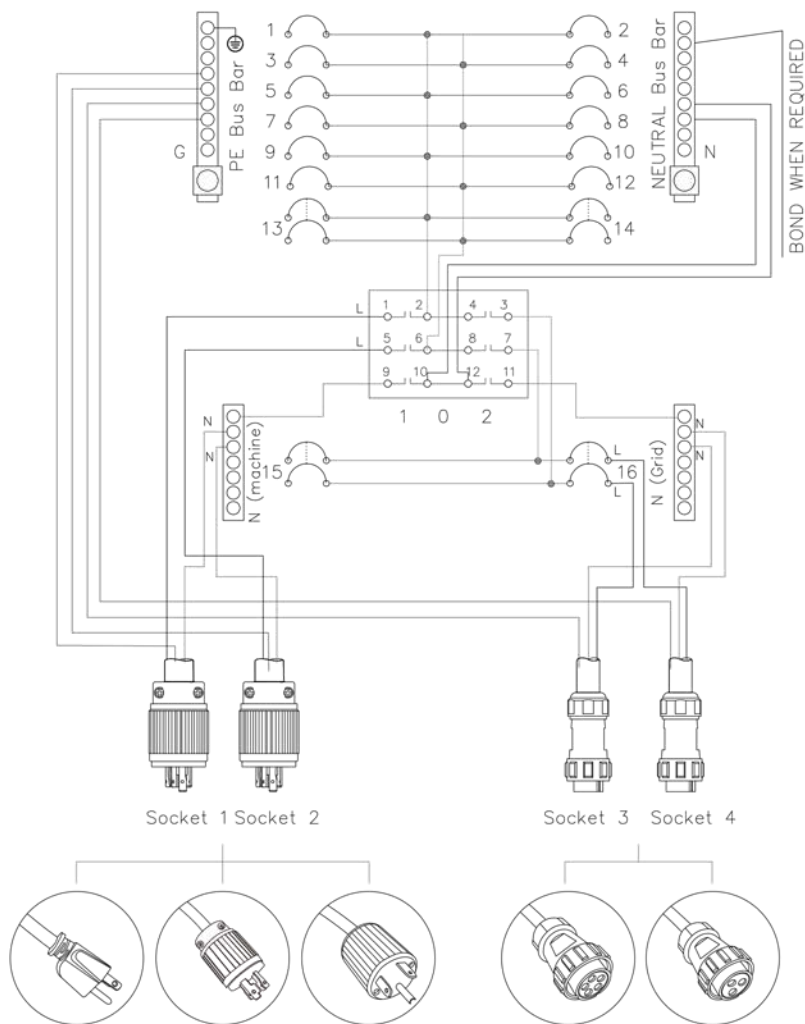 1 2
3 4
5 6
7 8
9 10
11 12
13 14
G
PE Bus Bar
NEUTRAL Bus Bar
N
BOND WHEN REQUIRED
L 1 2 4 3
L 5 6 8 7
9 10 12 11
1 0 2
N
N
N (machine)
15
L
16
L
N
N
N (Grid)
Socket 1 Socket 2
Socket 3 Socket 4